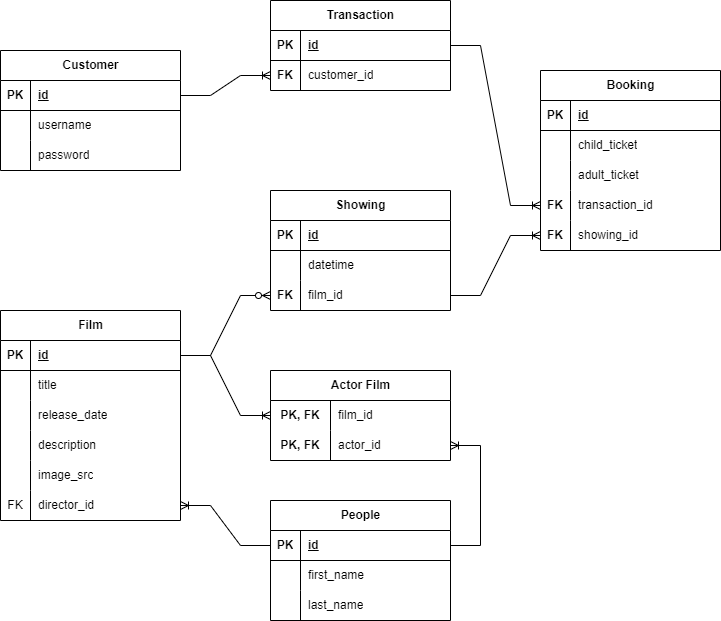 Transaction
PK id
FK customer_id
Customer
PK id
username
password
Booking
PK id
child_ticket
adult_ticket
FK transaction_id
FK showing_id
Showing
PK id
datetime
FK film_id
Film
PK id
title
release_date
description
image_src
FK director_id
Actor Film
PK, FK film_id
PK, FK actor_id
People
PK id
first_name
last_name